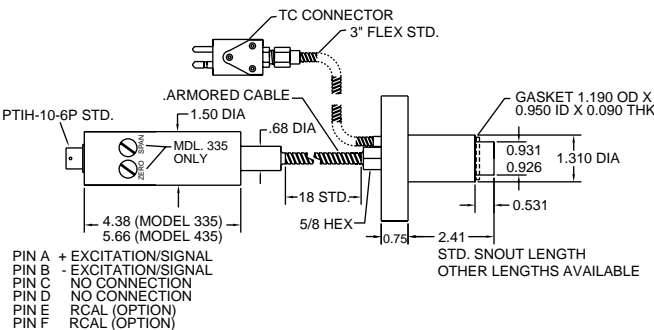 TC CONNECTOR
3" FLEX STD.
.ARMORED CABLE
GASKET 1.190 OD X
0.950 ID X 0.090 THK
PTIH-10-6P STD.
1.50 DIA
.68 DIA
SPAN
ZERO
MDL. 335
ONLY
0.931
0.926
1.310 DIA
18 STD.
0.531
5/8 HEX
4.38 (MODEL 335)
5.66 (MODEL 435)
0.75
2.41
STD. SNOUT LENGTH
OTHER LENGTHS AVAILABLE
PIN A + EXCITATION/SIGNAL
PIN B - EXCITATION/SIGNAL
PIN C NO CONNECTION
PIN D NO CONNECTION
PIN E RCAL (OPTION)
PIN F RCAL (OPTION)